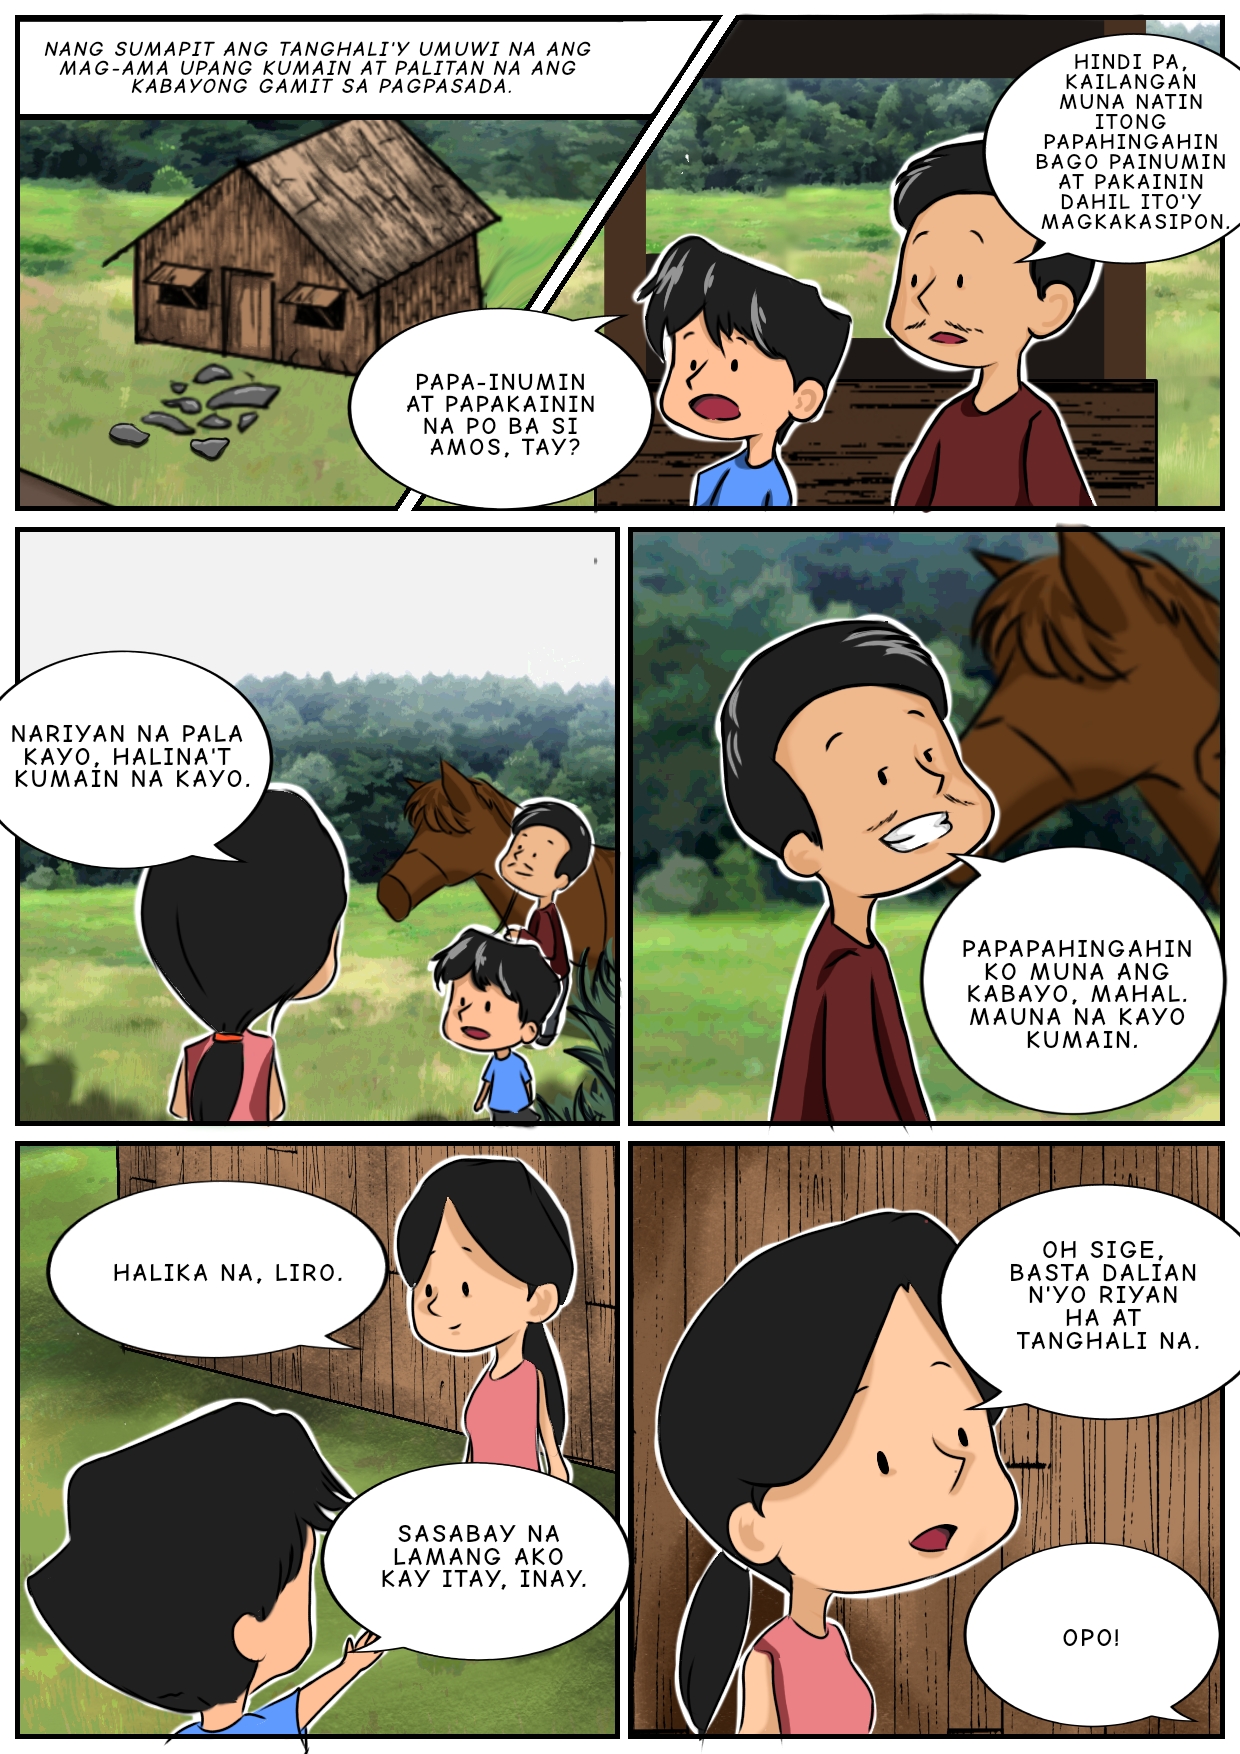 NANG SUMAPIT ANG TANGHALI'Y UMUWI NA ANG
MAG-AMA UPANG KUMAIN AT PALITAN NA ANG
KABAYONG GAMIT SA PAGPASADA.
PAPA-INUMIN
AT PAPAKAININ
NA PO BA SI
AMOS, TAY?
HINDI PA,
KAILANGAN
MUNA NATIN
ITONG
PAPAHINGAHIN
BAGO PAINUMIN
AT PAKAININ
DAHIL ITO'Y
MAGKAKASIPON.
NARIYAN NA PALA
KAYO, HALINA'T
KUMAIN NA KAYO.
PAPAPAHINGAHIN
KO MUNA ANG
KABAYO, MAHAL.
MAUNA NA KAYO
KUMAIN.
HALIKA NA, LIRO.
SASABAY NA
LAMANG AKO
KAY ITAY, INAY.
OH SIGE,
BASTA DALIAN
N'YO RIYAN
HA AT
TANGHALI NA.
OPO!